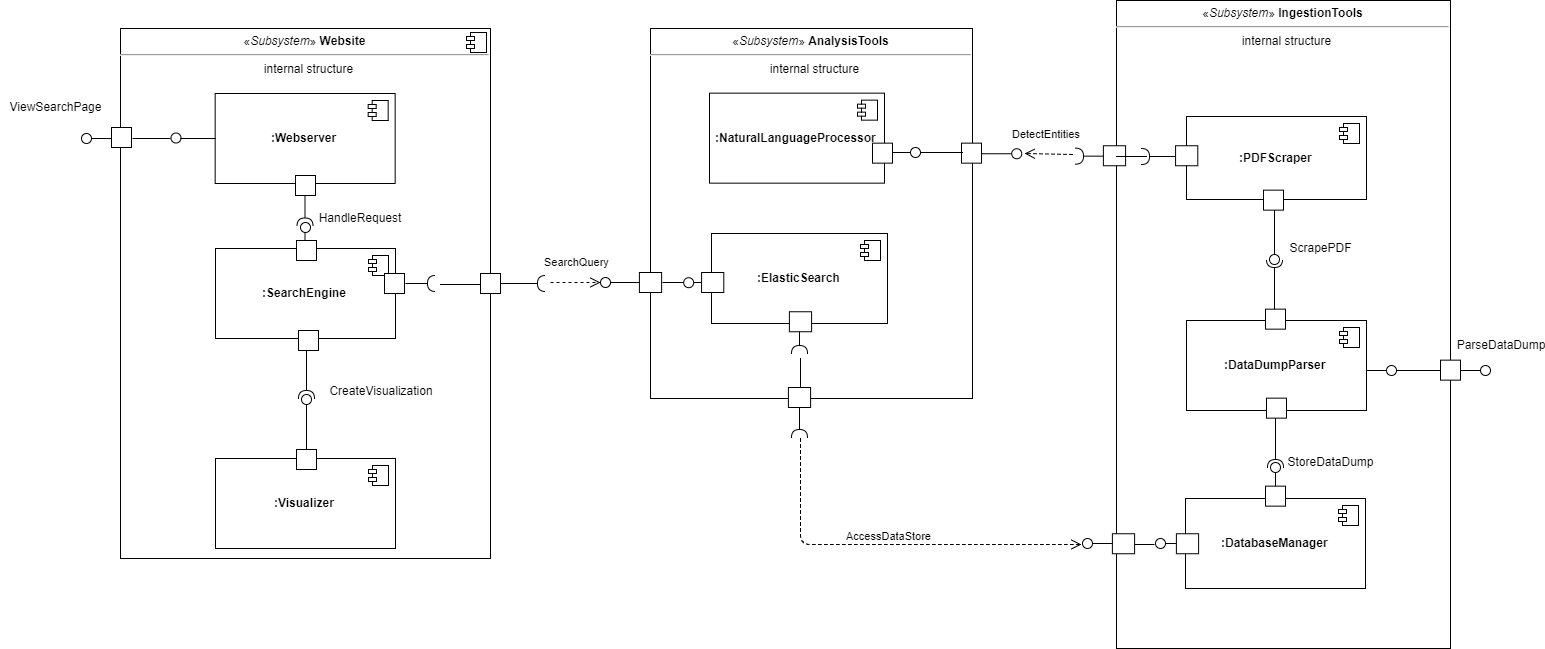 «Subsystem» Website
internal structure
ViewSearchPage
:Webserver
HandleRequest
:SearchEngine
CreateVisualization
:Visualizer
SearchQuery
«Subsystem» AnalysisTools
internal structure
:NaturalLanguageProcessor
:ElasticSearch
DetectEntities
AccessDataStore
«Subsystem» IngestionTools
internal structure
:PDFScraper
ScrapePDF
:DataDumpParser
ParseDataDump
StoreDataDump
:DatabaseManager